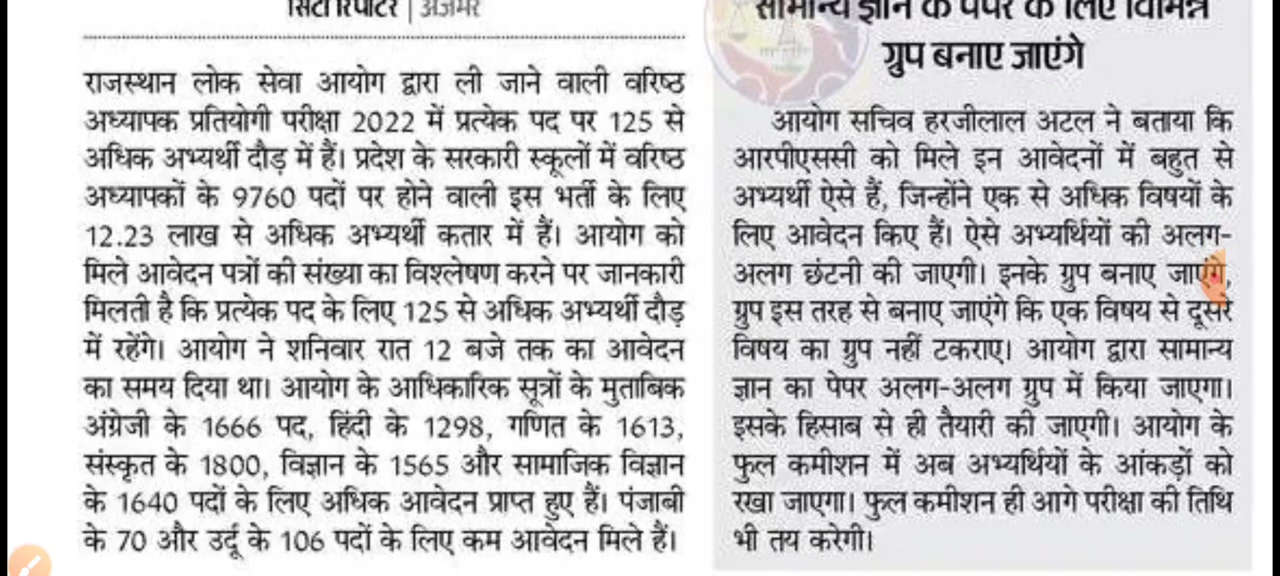 सिटी रिपोर्टर | अजमेर
राजस्थान लोक सेवा आयोग द्वारा ली जाने वाली वरिष्ठ
अध्यापक प्रतियोगी परीक्षा 2022 में प्रत्येक पद पर 125 से
अधिक अभ्यर्थी दौड़ में हैं। प्रदेश के सरकारी स्कूलों में वरिष्ठ
अध्यापकों के 9760 पदों पर होने वाली इस भर्ती के लिए
12.23 लाख से अधिक अभ्यर्थी कतार में हैं। आयोग को
मिले आवेदन पत्रों की संख्या का विश्लेषण करने पर जानकारी
मिलती है कि प्रत्येक पद के लिए 125 से अधिक अभ्यर्थी दौड़
में रहेंगे। आयोग ने शनिवार रात 12 बजे तक का आवेदन
का समय दिया था। आयोग के आधिकारिक सूत्रों के मुताबिक
अंग्रेजी के 1666 पद, हिंदी के 1298, गणित के 1613,
संस्कृत के 1800, विज्ञान के 1565 और सामाजिक विज्ञान
के 1640 पदों के लिए अधिक आवेदन प्राप्त हुए हैं। पंजाबी
के 70 और उर्दू के 106 पदों के लिए कम आवेदन मिले हैं।
सामान्य ज्ञान के पेपर के लिए विभिन्न
ग्रुप बनाए जाएंगे
आयोग सचिव हरजीलाल अटल ने बताया कि
आरपीएससी को मिले इन आवेदनों में बहुत से
अभ्यर्थी ऐसे हैं, जिन्होंने एक से अधिक विषयों के
लिए आवेदन किए हैं। ऐसे अभ्यर्थियों की अलग-
अलग छंटनी की जाएगी। इनके ग्रुप बनाए जाएंगे,
ग्रुप इस तरह से बनाए जाएंगे कि एक विषय से दूसरे
विषय का ग्रुप नहीं टकराए। आयोग द्वारा सामान्य
ज्ञान का पेपर अलग-अलग ग्रुप में किया जाएगा।
इसके हिसाब से ही तैयारी की जाएगी। आयोग के
फुल कमीशन में अब अभ्यर्थियों के आंकड़ों को
रखा जाएगा। फुल कमीशन ही आगे परीक्षा की तिथि
भी तय करेगी।